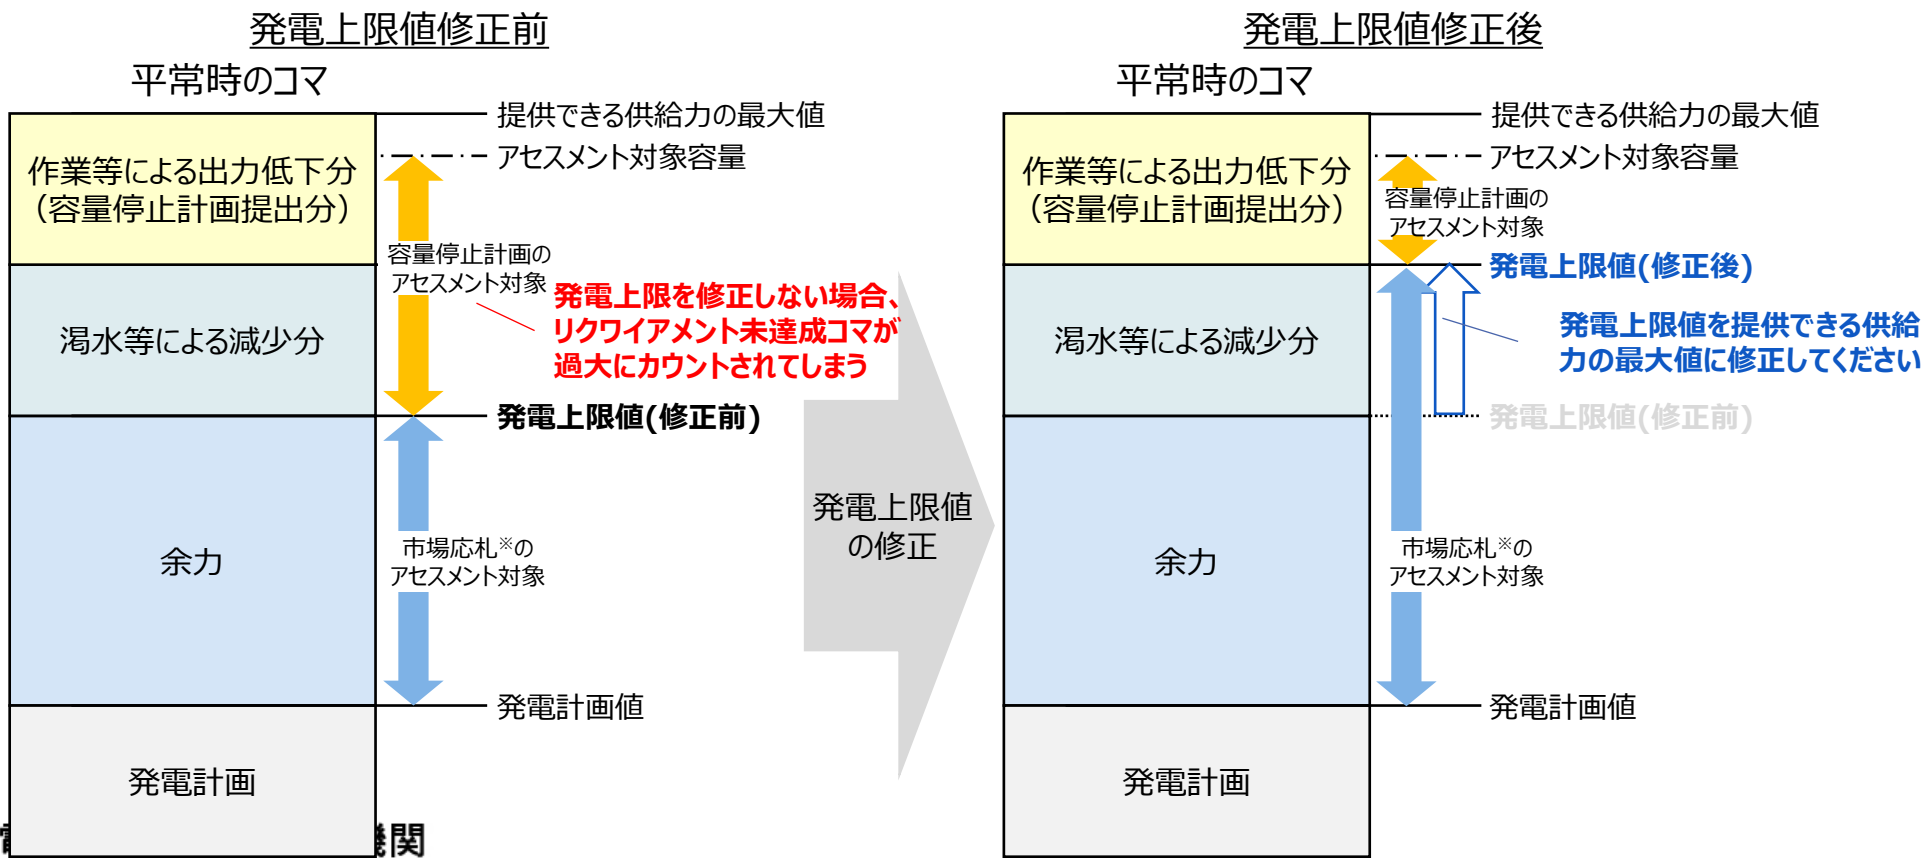 発電上限値修正前
平常時のコマ
提供できる供給力の最大値
アセスメント対象容量
作業等による出力低下分
（容量停止計画提出分）
容量停止計画の
アセスメント対象
発電上限を修正しない場合、
リクワイアメント未達成コマが
過大にカウントされてしまう
渇水等による減少分
発電上限値(修正前)
余力
市場応札※の
アセスメント対象
発電計画値
発電計画
機関
発電上限値
の修正
発電上限値修正後
平常時のコマ
提供できる供給力の最大値
アセスメント対象容量
作業等による出力低下分
（容量停止計画提出分）
容量停止計画の
アセスメント対象
発電上限値(修正後)
発電上限値を提供できる供給
力の最大値に修正してください
渇水等による減少分
発電上限値(修正前)
余力
市場応札※の
アセスメント対象
発電計画値
発電計画